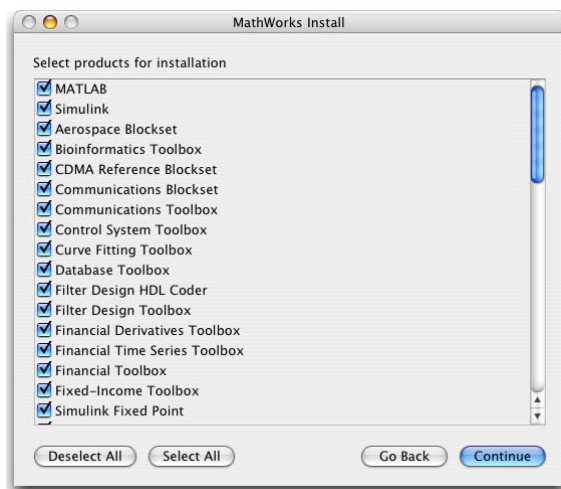 MathWorks Install
Select products for installation
MATLAB
Simulink
Aerospace Blockset
Bioinformatics Toolbox
CDMA Reference Blockset
Communications Blockset
Communications Toolbox
Control System Toolbox
Curve Fitting Toolbox
Database Toolbox
Filter Design HDL Coder
Filter Design Toolbox
Financial Derivatives Toolbox
Financial Time Series Toolbox
Financial Toolbox
Fixed-Income Toolbox
Simulink Fixed Point
Deselect All Select All Go Back Continue